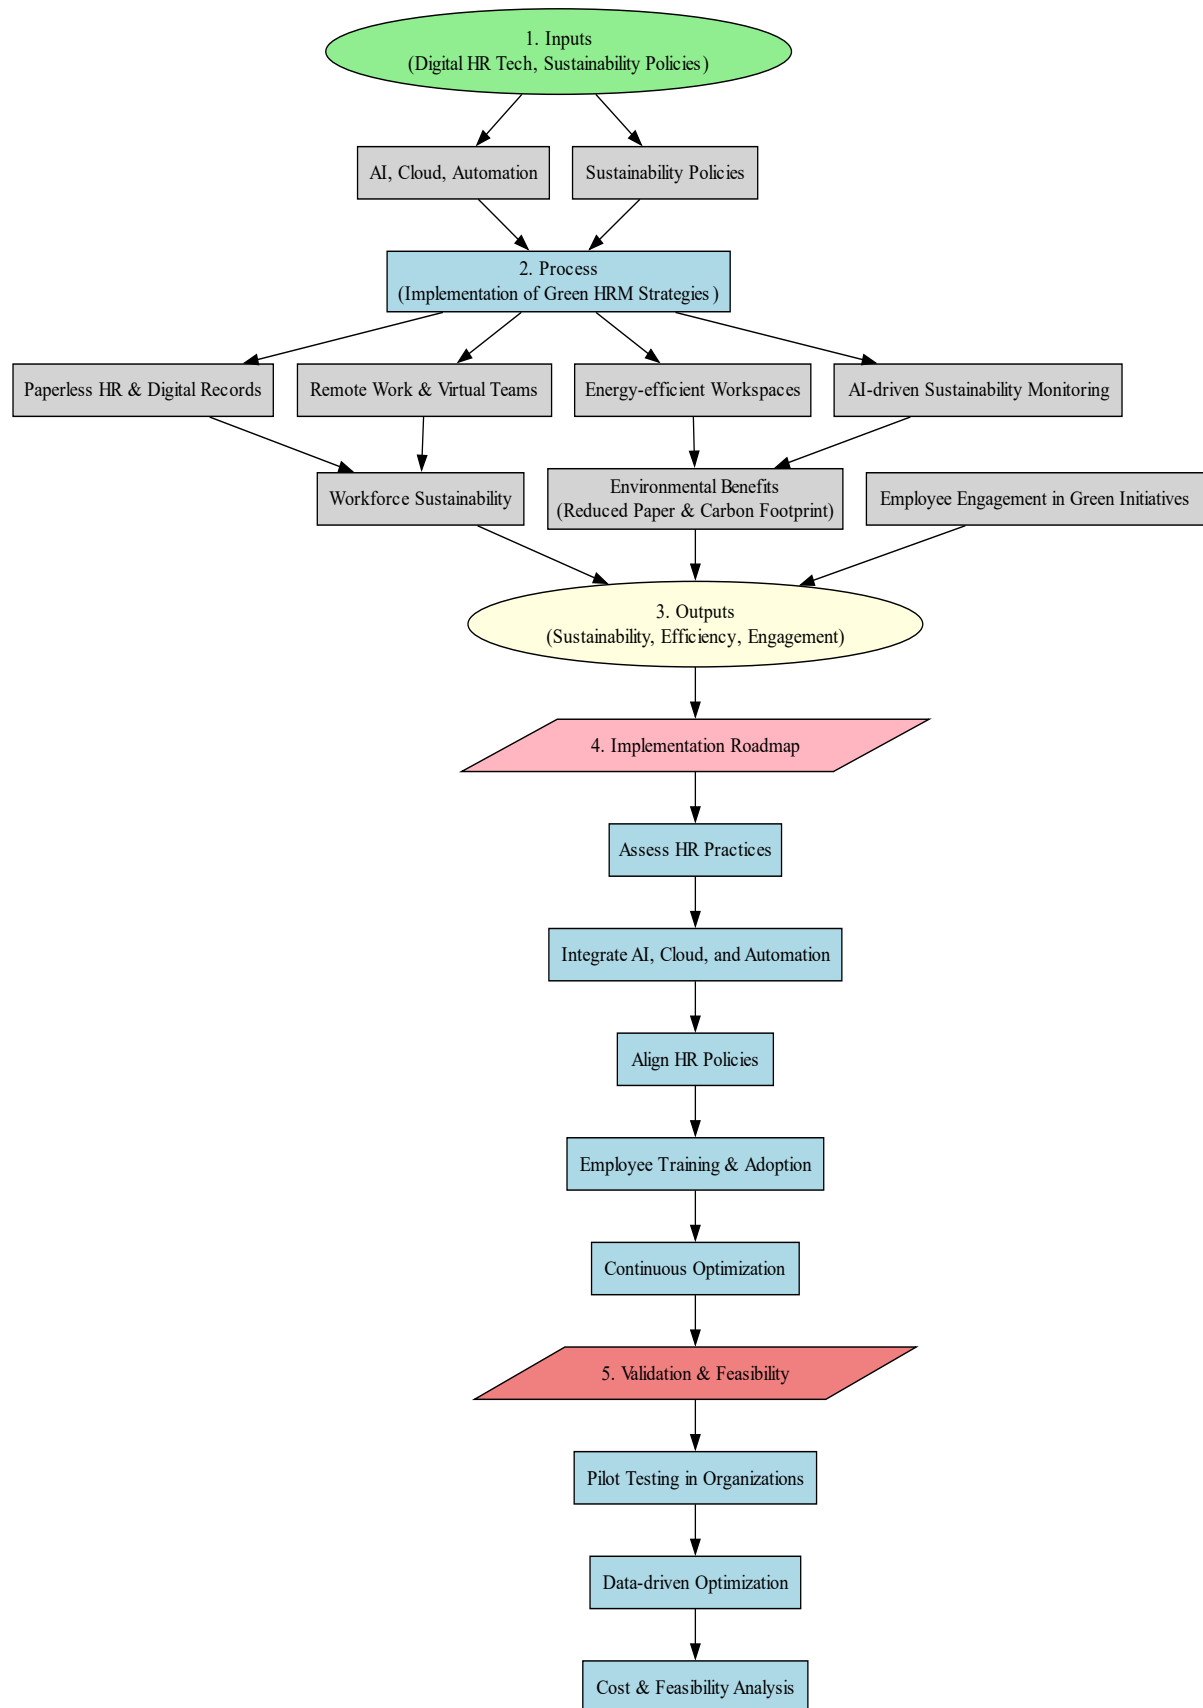 1. Inputs
(Digital HR Tech, Sustainability Policies)
AI, Cloud, Automation
Sustainability Policies
2. Process
(Implementation of Green HRM Strategies)
Paperless HR & Digital Records
Remote Work & Virtual Teams
Energy-efficient Workspaces
AI-driven Sustainability Monitoring
Workforce Sustainability
Environmental Benefits
(Reduced Paper & Carbon Footprint)
Employee Engagement in Green Initiatives
3. Outputs
(Sustainability, Efficiency, Engagement)
4. Implementation Roadmap
Assess HR Practices
Integrate AI, Cloud, and Automation
Align HR Policies
Employee Training & Adoption
Continuous Optimization
5. Validation & Feasibility
Pilot Testing in Organizations
Data-driven Optimization
Cost & Feasibility Analysis